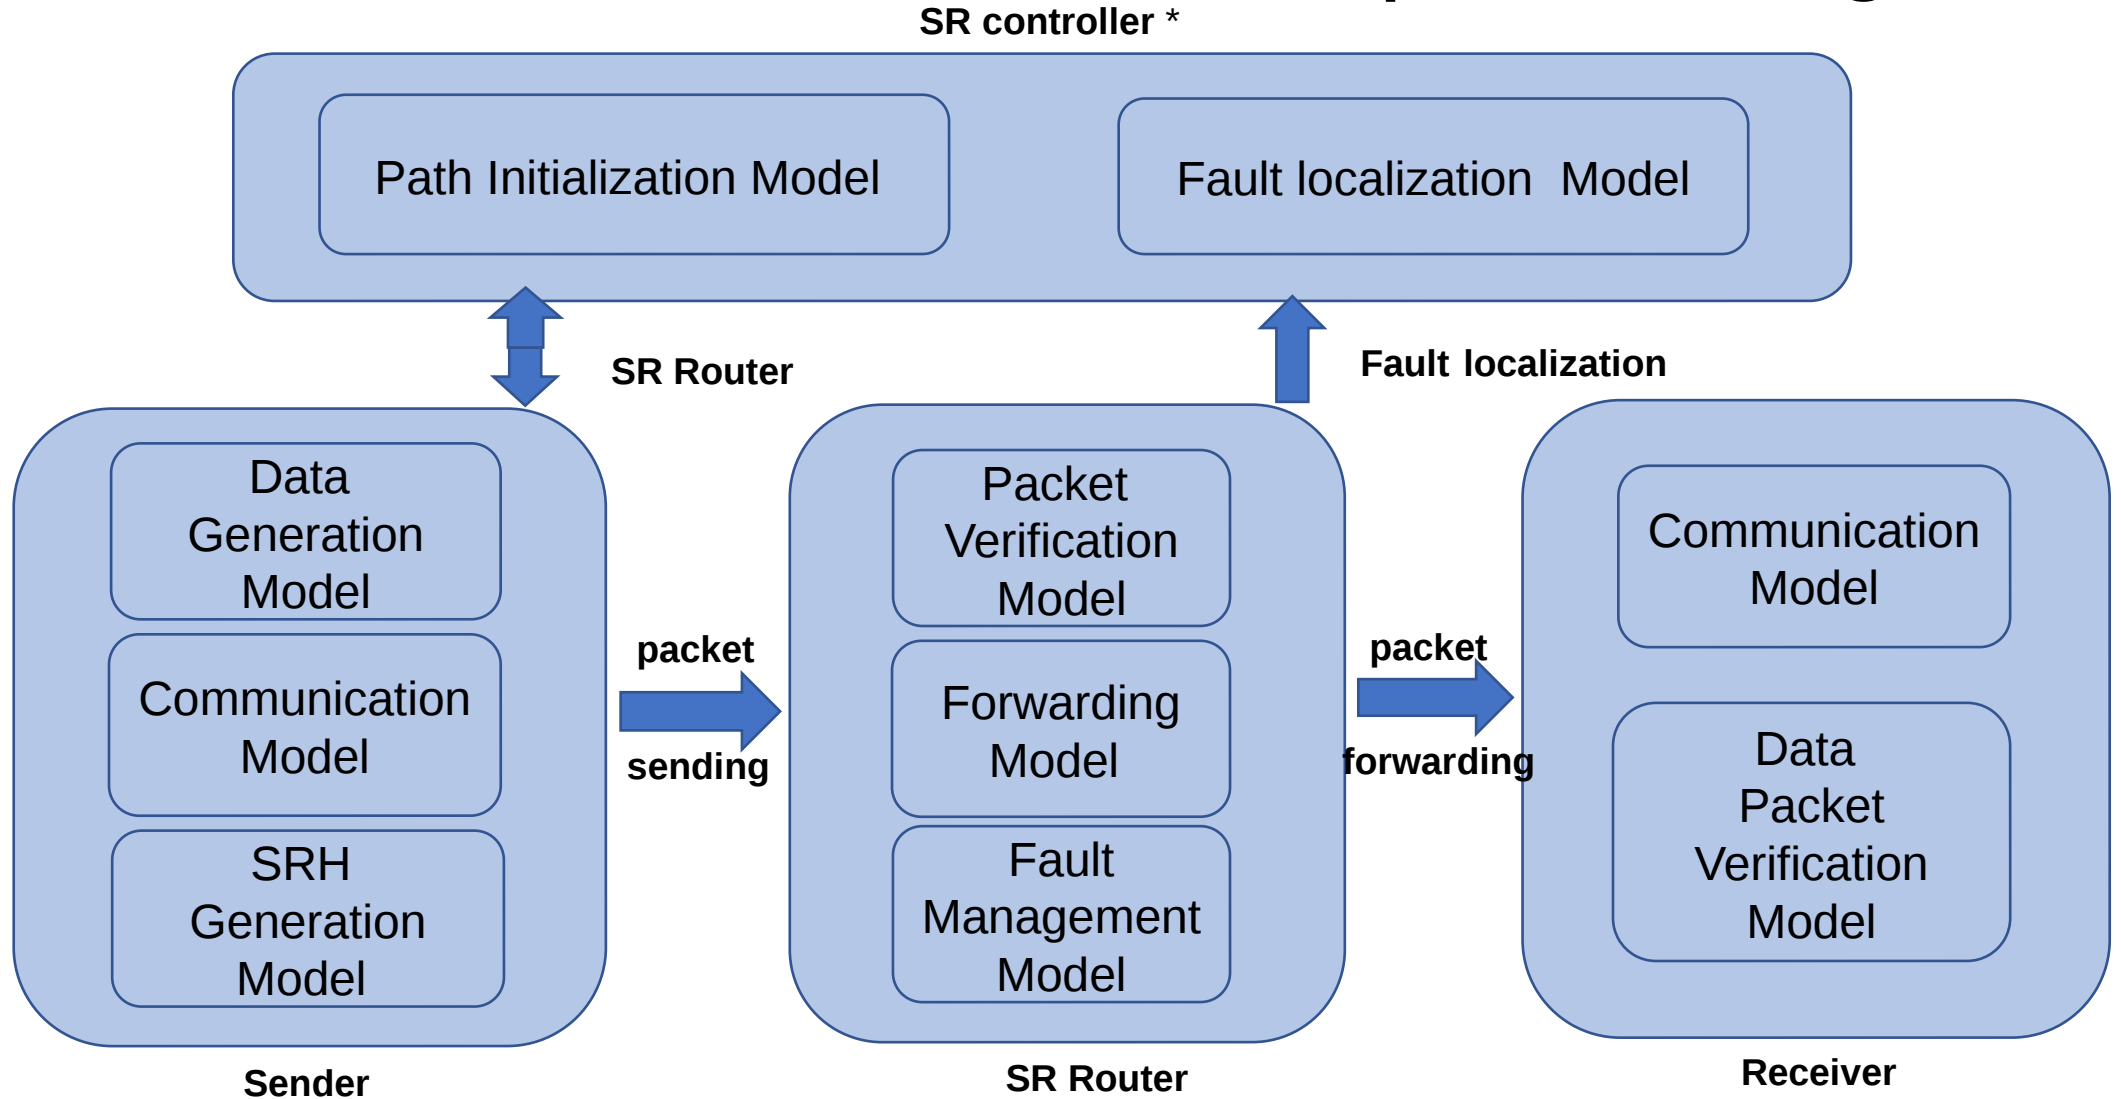 SR controller *
Path Initialization Model
Fault localization  Model
SR Router
Fault localization
Data
Generation
Model
Communication
Model
SRH
Generation
Model
packet
sending
Packet
Verification
Model
Forwarding
Model
Fault
Management
Model
packet
forwarding
Communication
Model
Data
Packet
Verification
Model
Sender
SR Router
Receiver